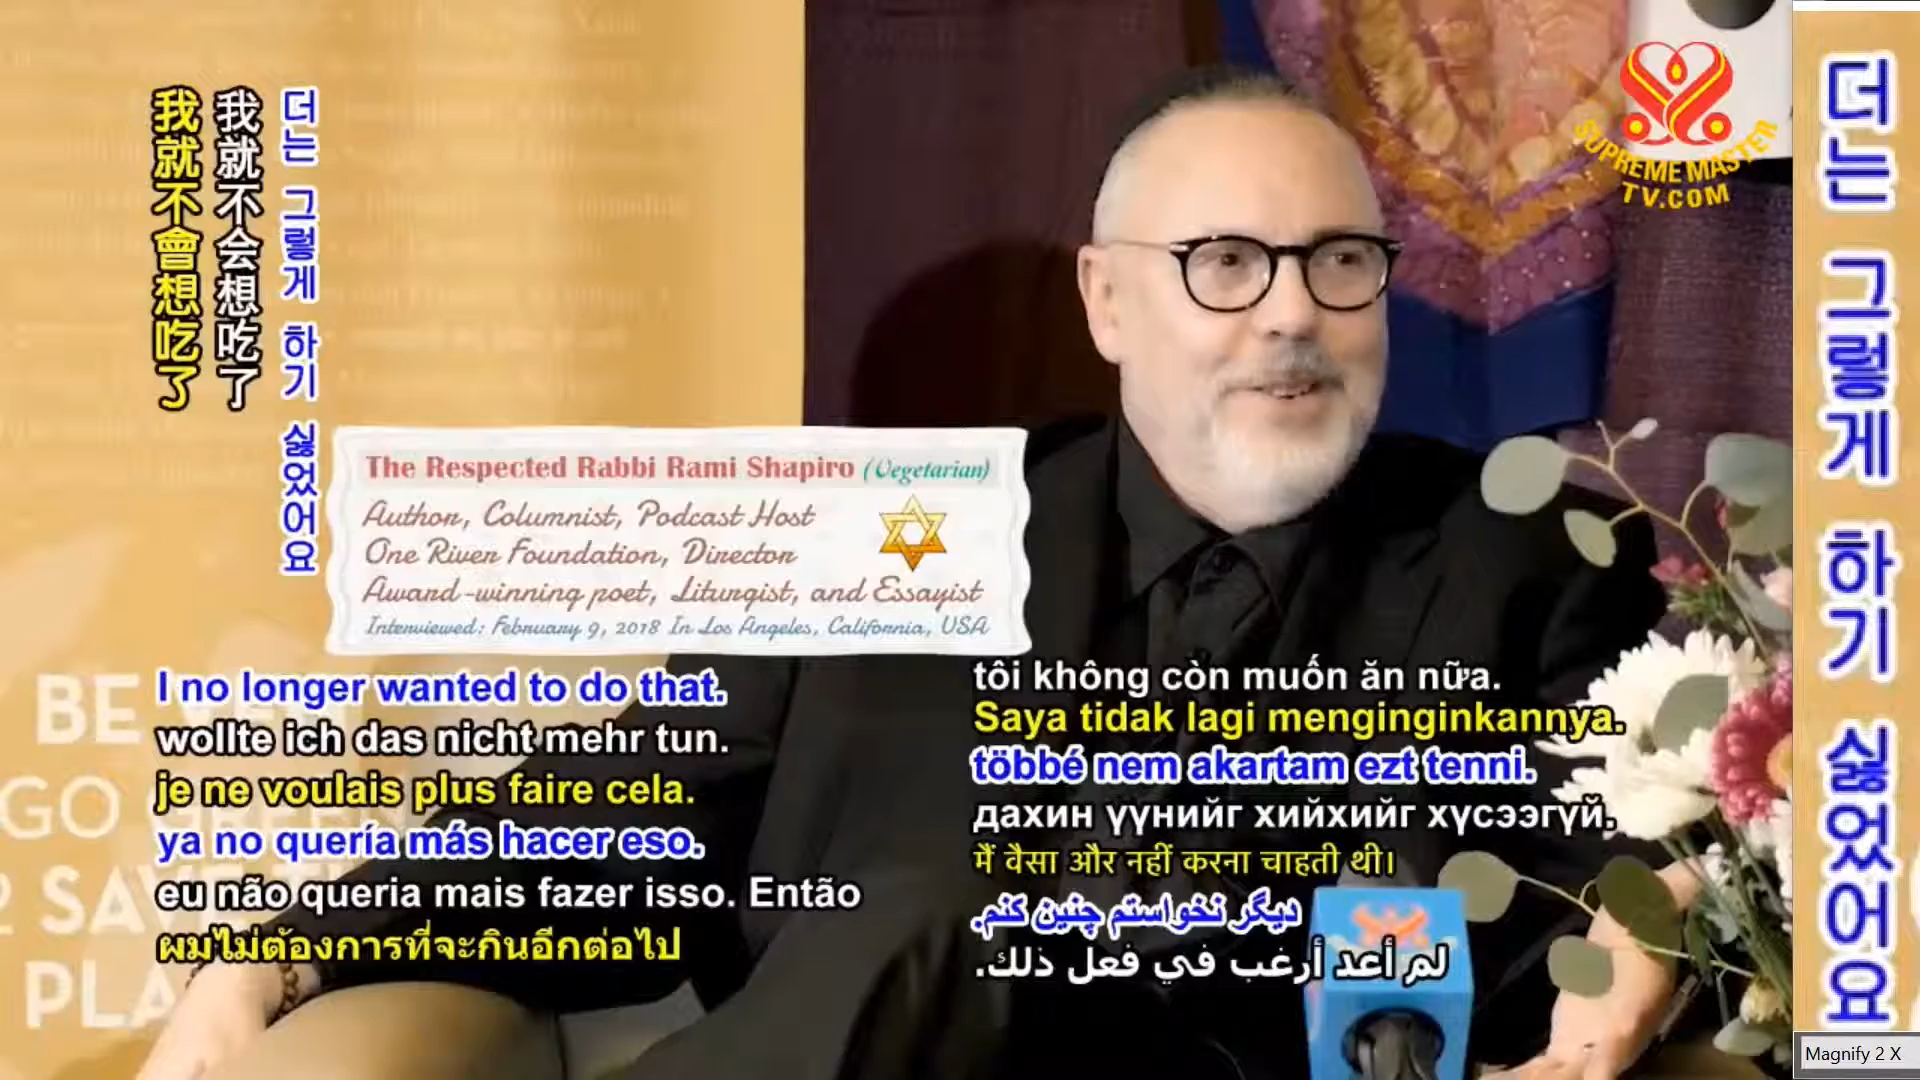 我就不會想吃了
我就不会想吃了
더는 그렇게 하기 싫었어요
SUPREME MASTER
TV.COM
The Respected Rabbi Rami Shapiro (Vegetarian)
Author, Columnist, Podcast Host
One River Foundation, Director
Award-winning poet, Liturgist, and Essayist
Interviewed: February 9, 2018 In Los Angeles, California, USA
BE
GO GREEN
2 SAVE
PLA
I no longer wanted to do that.
wollte ich das nicht mehr tun.
je ne voulais plus faire cela.
ya no quería más hacer eso.
eu não queria mais fazer isso. Então
ผมไม่ต้องการที่จะกินอีกต่อไป
tôi không còn muốn ăn nữa.
Saya tidak lagi menginginkannya.
többé nem akartam ezt tenni.
дахин үүнийг хийхийг хүсээгүй.
मैं वैसा और नहीं करना चाहती थी।
دیگر نخواستم چنین کنم.
لم أعد أرغب في فعل ذلك.
더는 그렇게 하기 싫었어요
Magnify 2 X